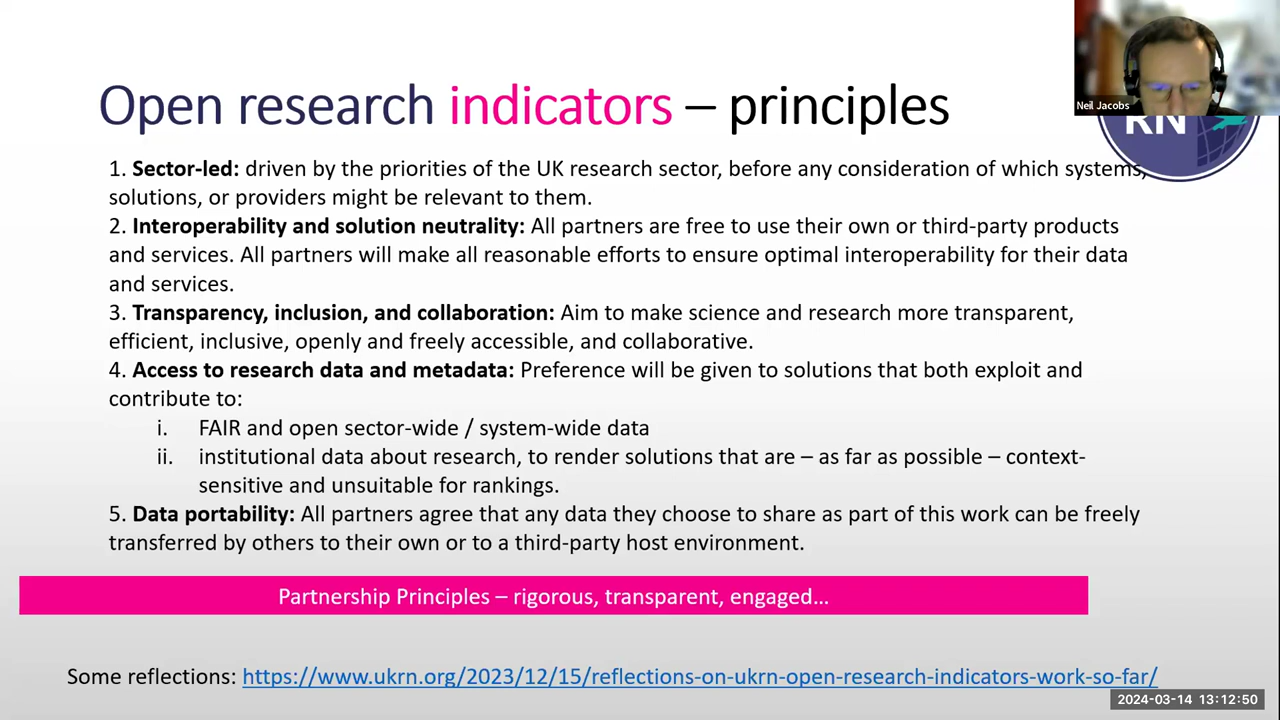 Open research indicators – principles
Neil Jacobs
RN
1. Sector-led: driven by the priorities of the UK research sector, before any consideration of which systems,
solutions, or providers might be relevant to them.
2. Interoperability and solution neutrality: All partners are free to use their own or third-party products
and services. All partners will make all reasonable efforts to ensure optimal interoperability for their data
and services.
3. Transparency, inclusion, and collaboration: Aim to make science and research more transparent,
efficient, inclusive, openly and freely accessible, and collaborative.
4. Access to research data and metadata: Preference will be given to solutions that both exploit and
contribute to:
i. FAIR and open sector-wide / system-wide data
ii. institutional data about research, to render solutions that are – as far as possible – context-
sensitive and unsuitable for rankings.
5. Data portability: All partners agree that any data they choose to share as part of this work can be freely
transferred by others to their own or to a third-party host environment.
Partnership Principles – rigorous, transparent, engaged…
Some reflections: https://www.ukrn.org/2023/12/15/reflections-on-ukrn-open-research-indicators-work-so-far/
2024-03-14 13:12:50